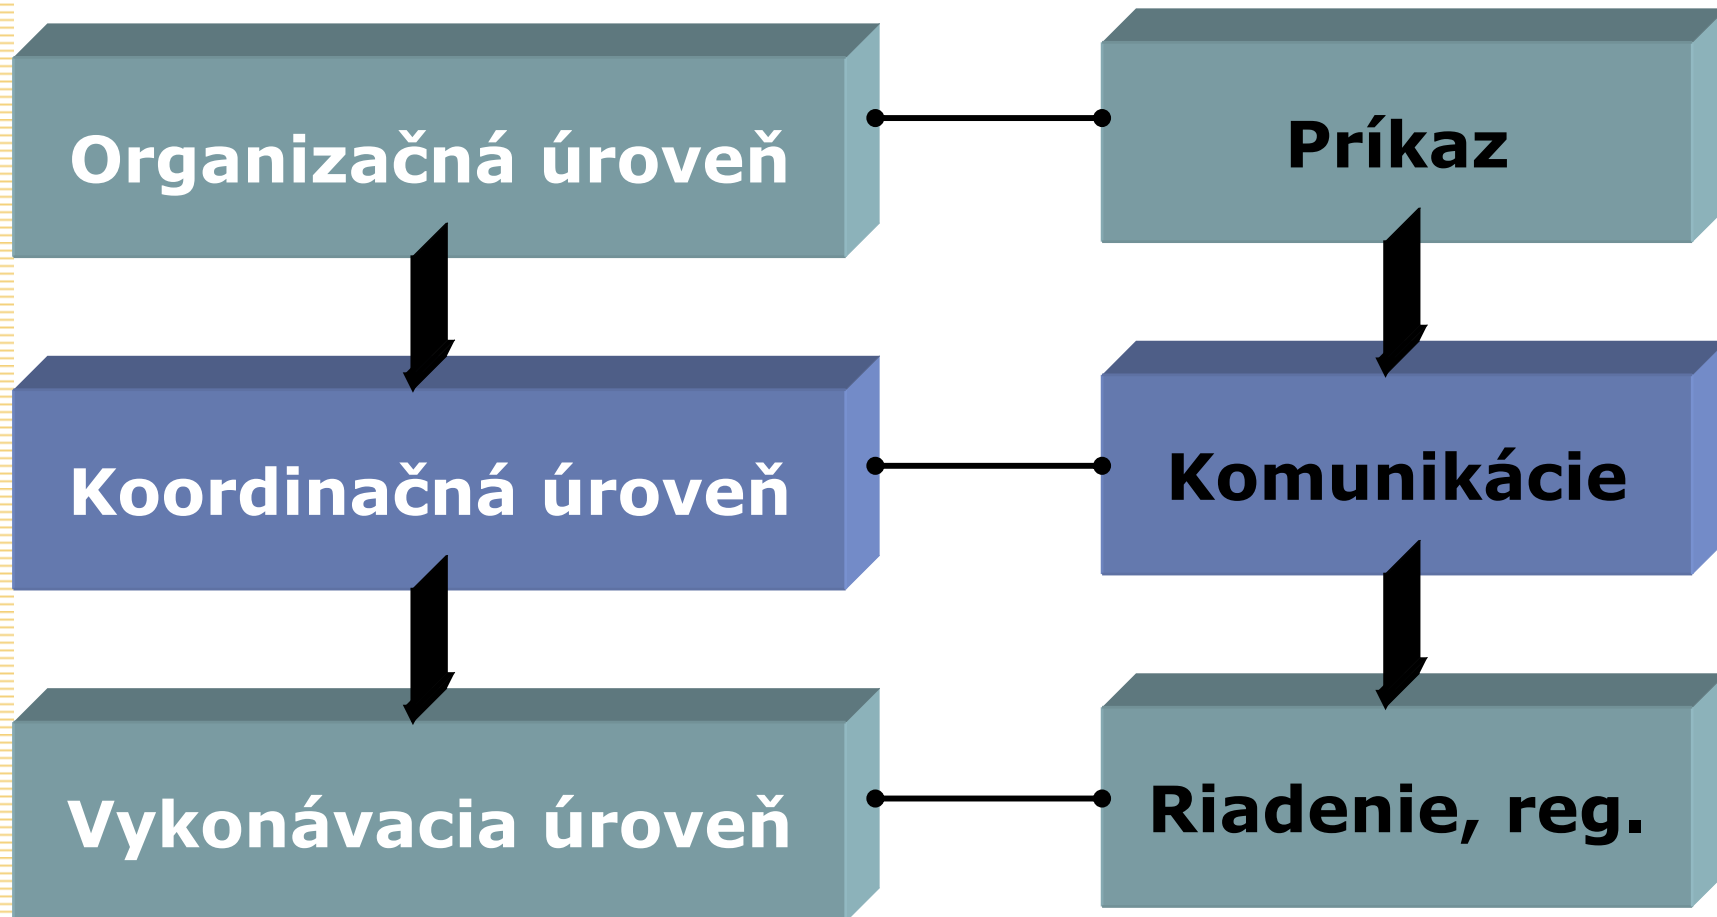 Organizačná úroveň
Príkaz
Koordinačná úroveň
Komunikácie
Vykonávacia úroveň
Riadenie, reg.